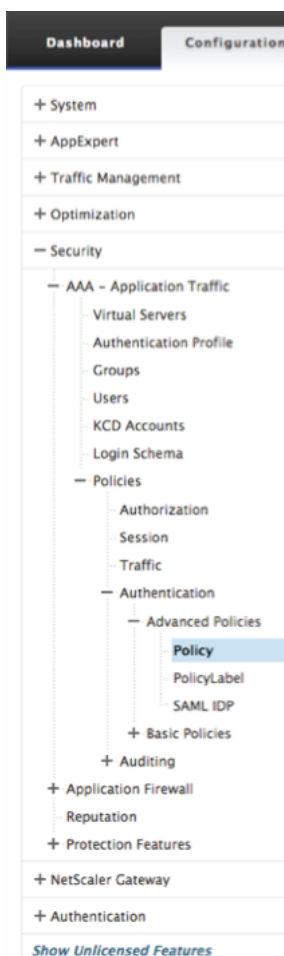 Dashboard Configuration
+ System
+ AppExpert
+ Traffic Management
+ Optimization
— Security
— AAA – Application Traffic
Virtual Servers
Authentication Profile
Groups
Users
KCD Accounts
Login Schema
— Policies
Authorization
Session
Traffic
— Authentication
— Advanced Policies
Policy
PolicyLabel
SAML IDP
+ Basic Policies
+ Auditing
+ Application Firewall
Reputation
+ Protection Features
+ NetScaler Gateway
+ Authentication
Show Unlicensed Features